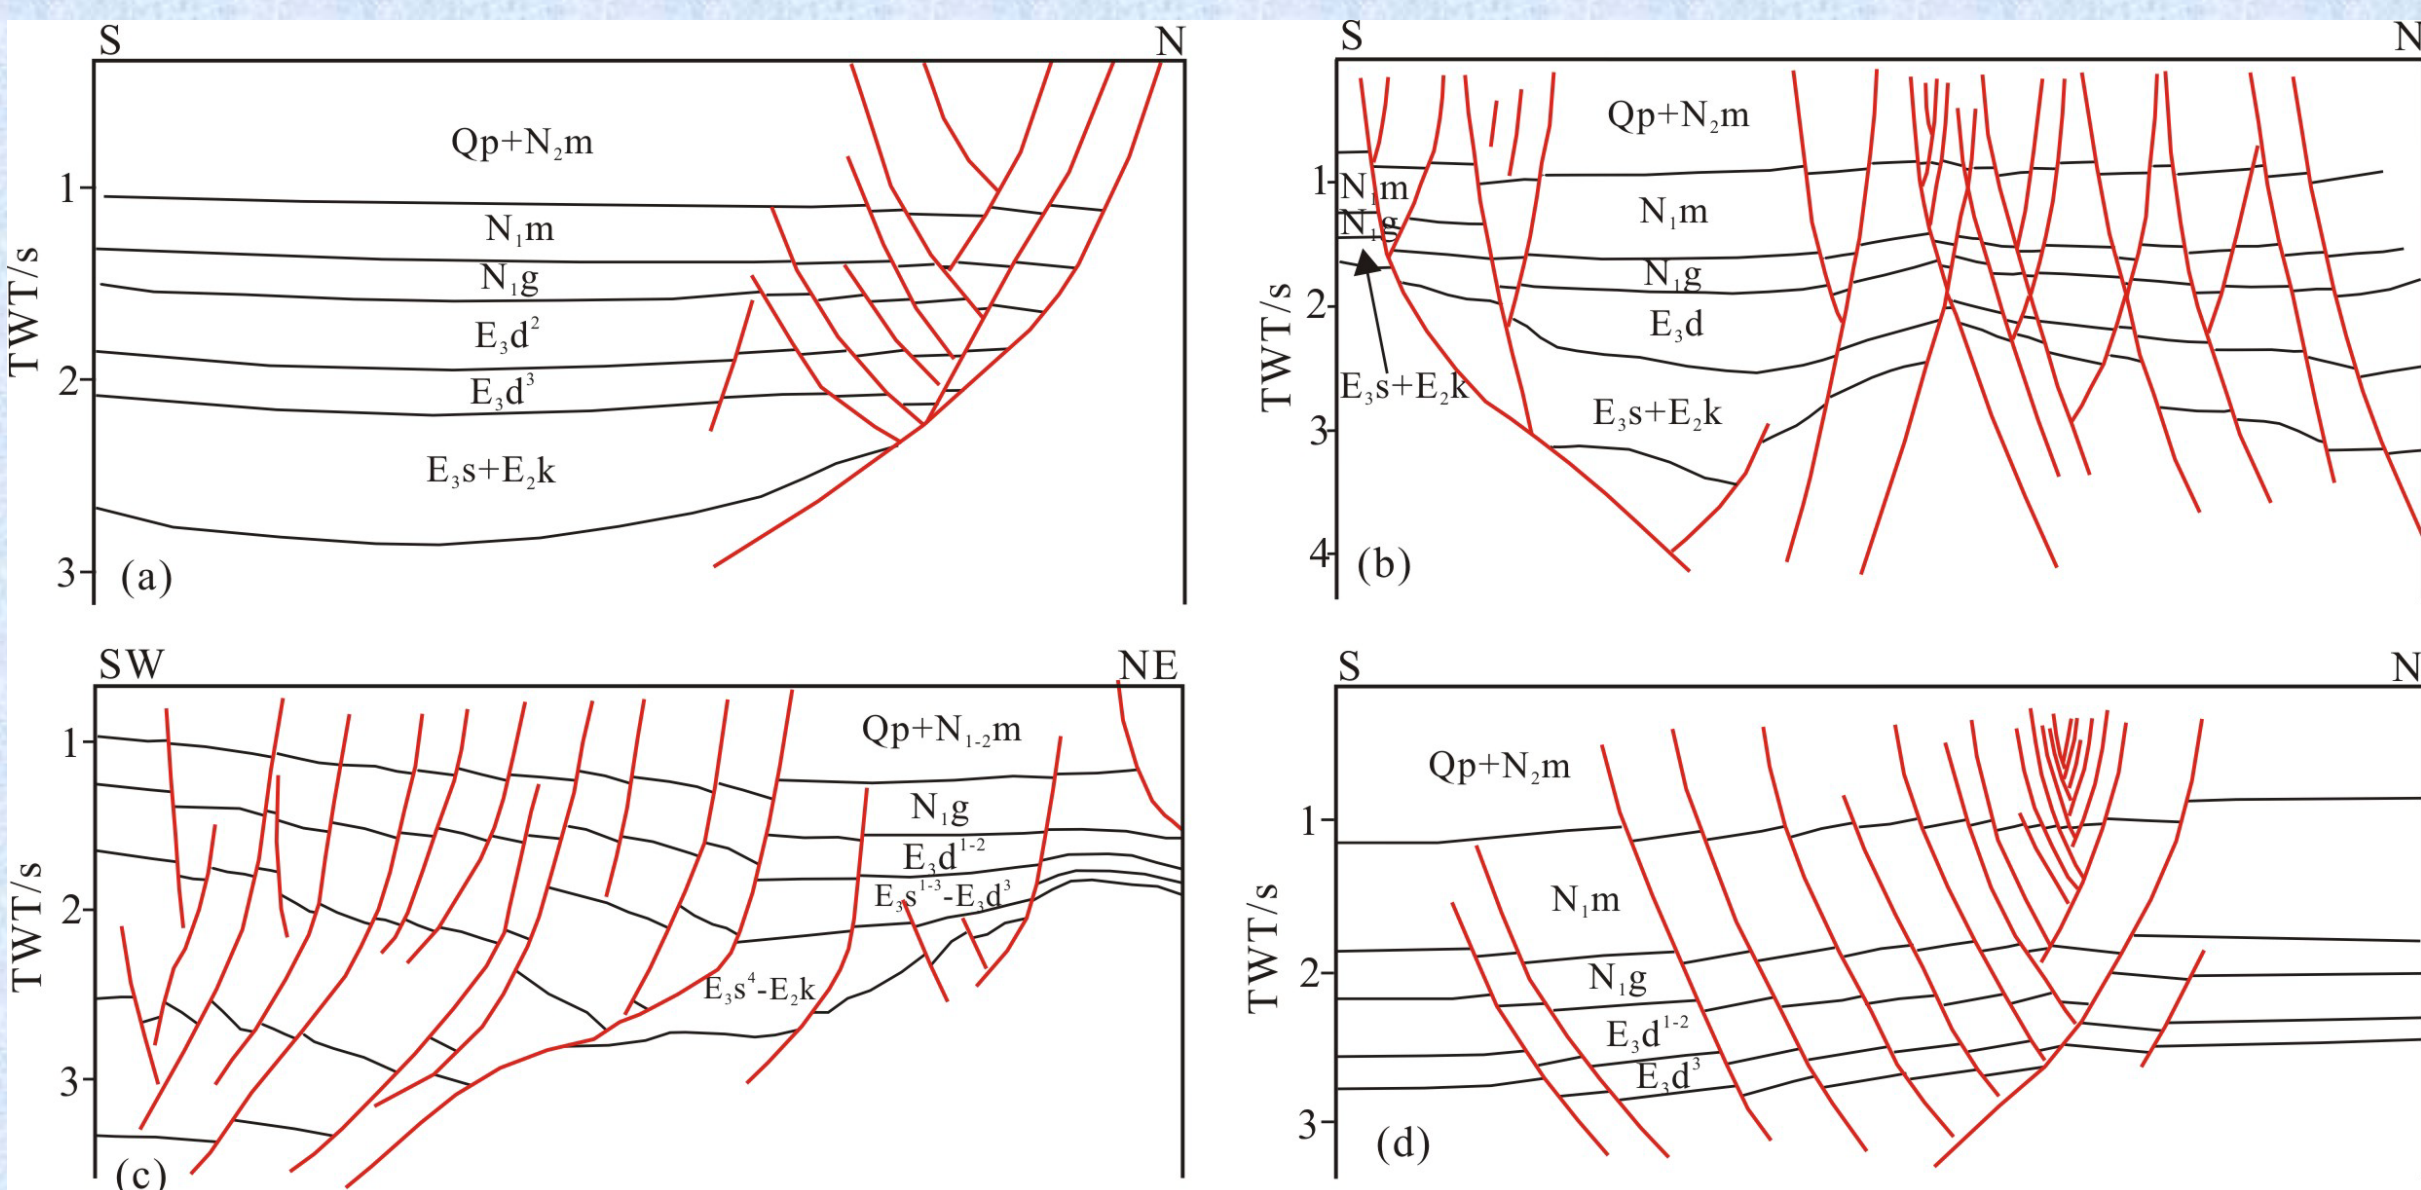 S N
Qp+N₂m
N₁m
N₁g
E₃d²
E₃d³
E₃s+E₂k
TWT/s
1
2
3
(a)
S N
Qp+N₂m
N₁m
N₁g
N₁m
N₁g
E₃d
E₃s+E₂k
E₃s+E₂k
TWT/s
1
2
3
4
(b)
SW NE
Qp+N₁₋₂m
N₁g
E₃d¹⁻²
E₃s¹⁻³-E₃d³
E₃s⁴-E₂k
TWT/s
1
2
3
(c)
S N
Qp+N₂m
N₁m
N₁g
E₃d¹⁻²
E₃d³
TWT/s
1
2
3
(d)